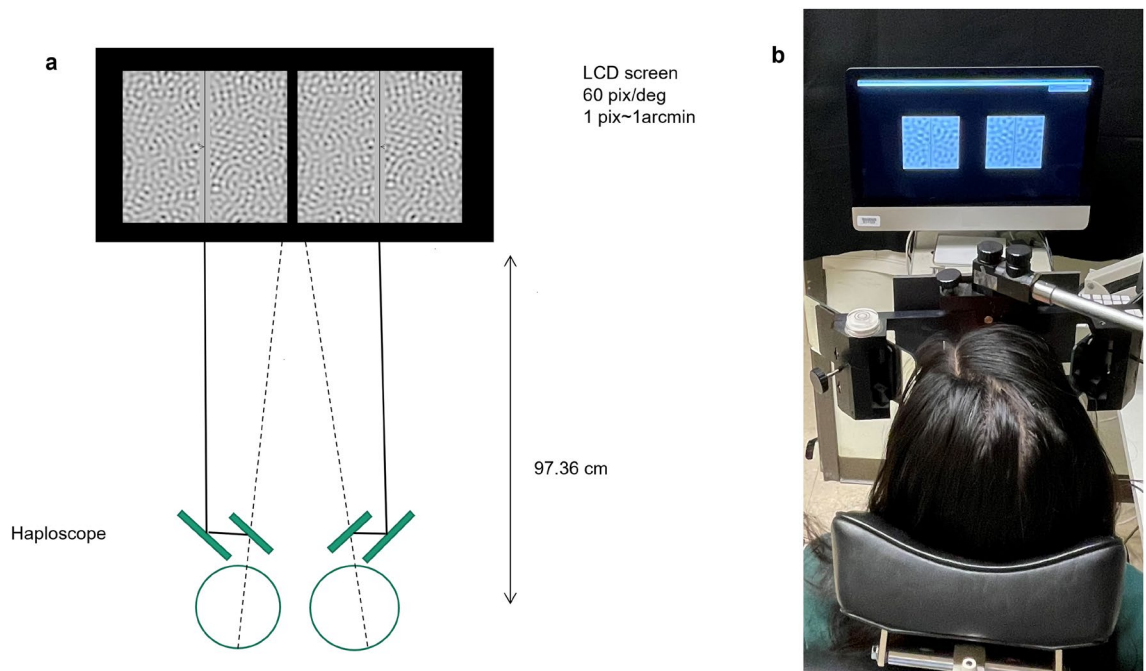 a
LCD screen
60 pix/deg
1 pix~1arcmin
97.36 cm
Haploscope
b